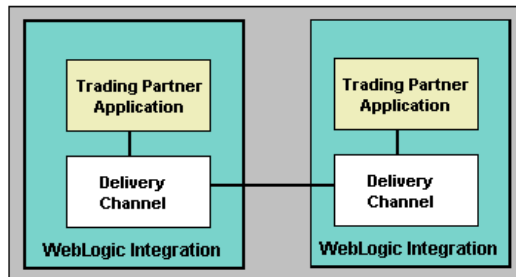 Trading Partner
Application
Delivery
Channel
WebLogic Integration
Trading Partner
Application
Delivery
Channel
WebLogic Integration